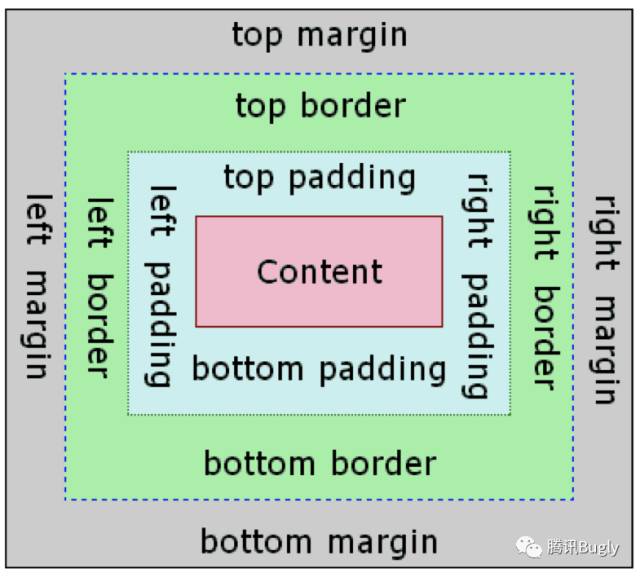 top margin
top border
top padding
left margin
left border
left padding
Content
right padding
right border
right margin
bottom padding
bottom border
bottom margin
腾讯Bugly